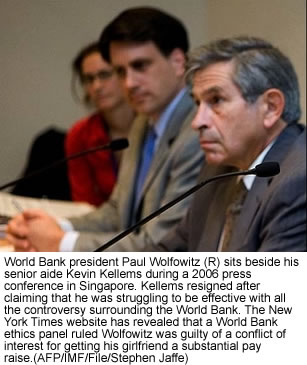 World Bank president Paul Wolfowitz (R) sits beside his
senior aide Kevin Kellems during a 2006 press
conference in Singapore. Kellems resigned after
claiming that he was struggling to be effective with all
the controversy surrounding the World Bank. The New
York Times website has revealed that a World Bank
ethics panel ruled Wolfowitz was guilty of a conflict of
interest for getting his girlfriend a substantial pay
raise.(AFP/IMF/File/Stephen Jaffe)